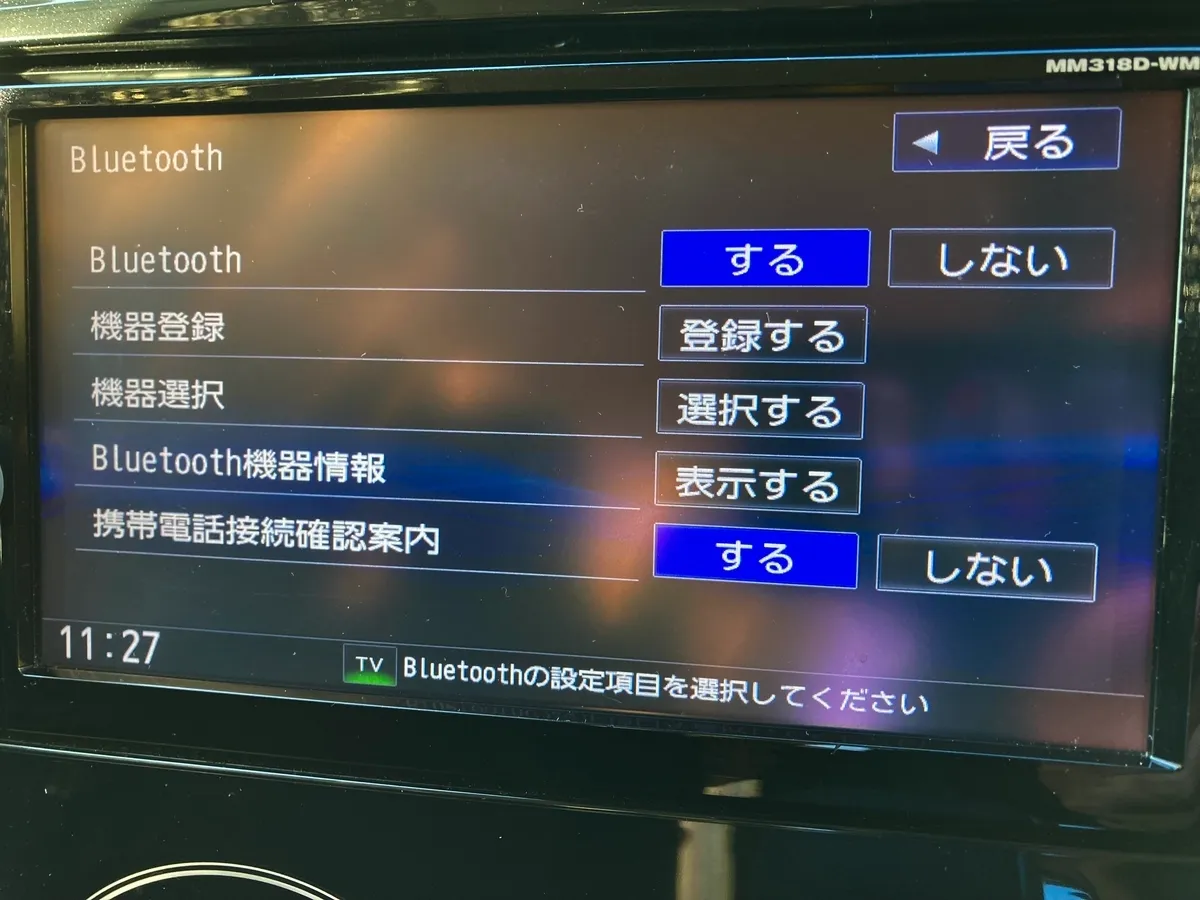 MM318D-WM
Bluetooth
戻る
Bluetooth する しない
機器登録 登録する
機器選択 選択する
Bluetooth機器情報 表示する
携帯電話接続確認案内 する しない
11:27
TV Bluetoothの設定項目を選択してください